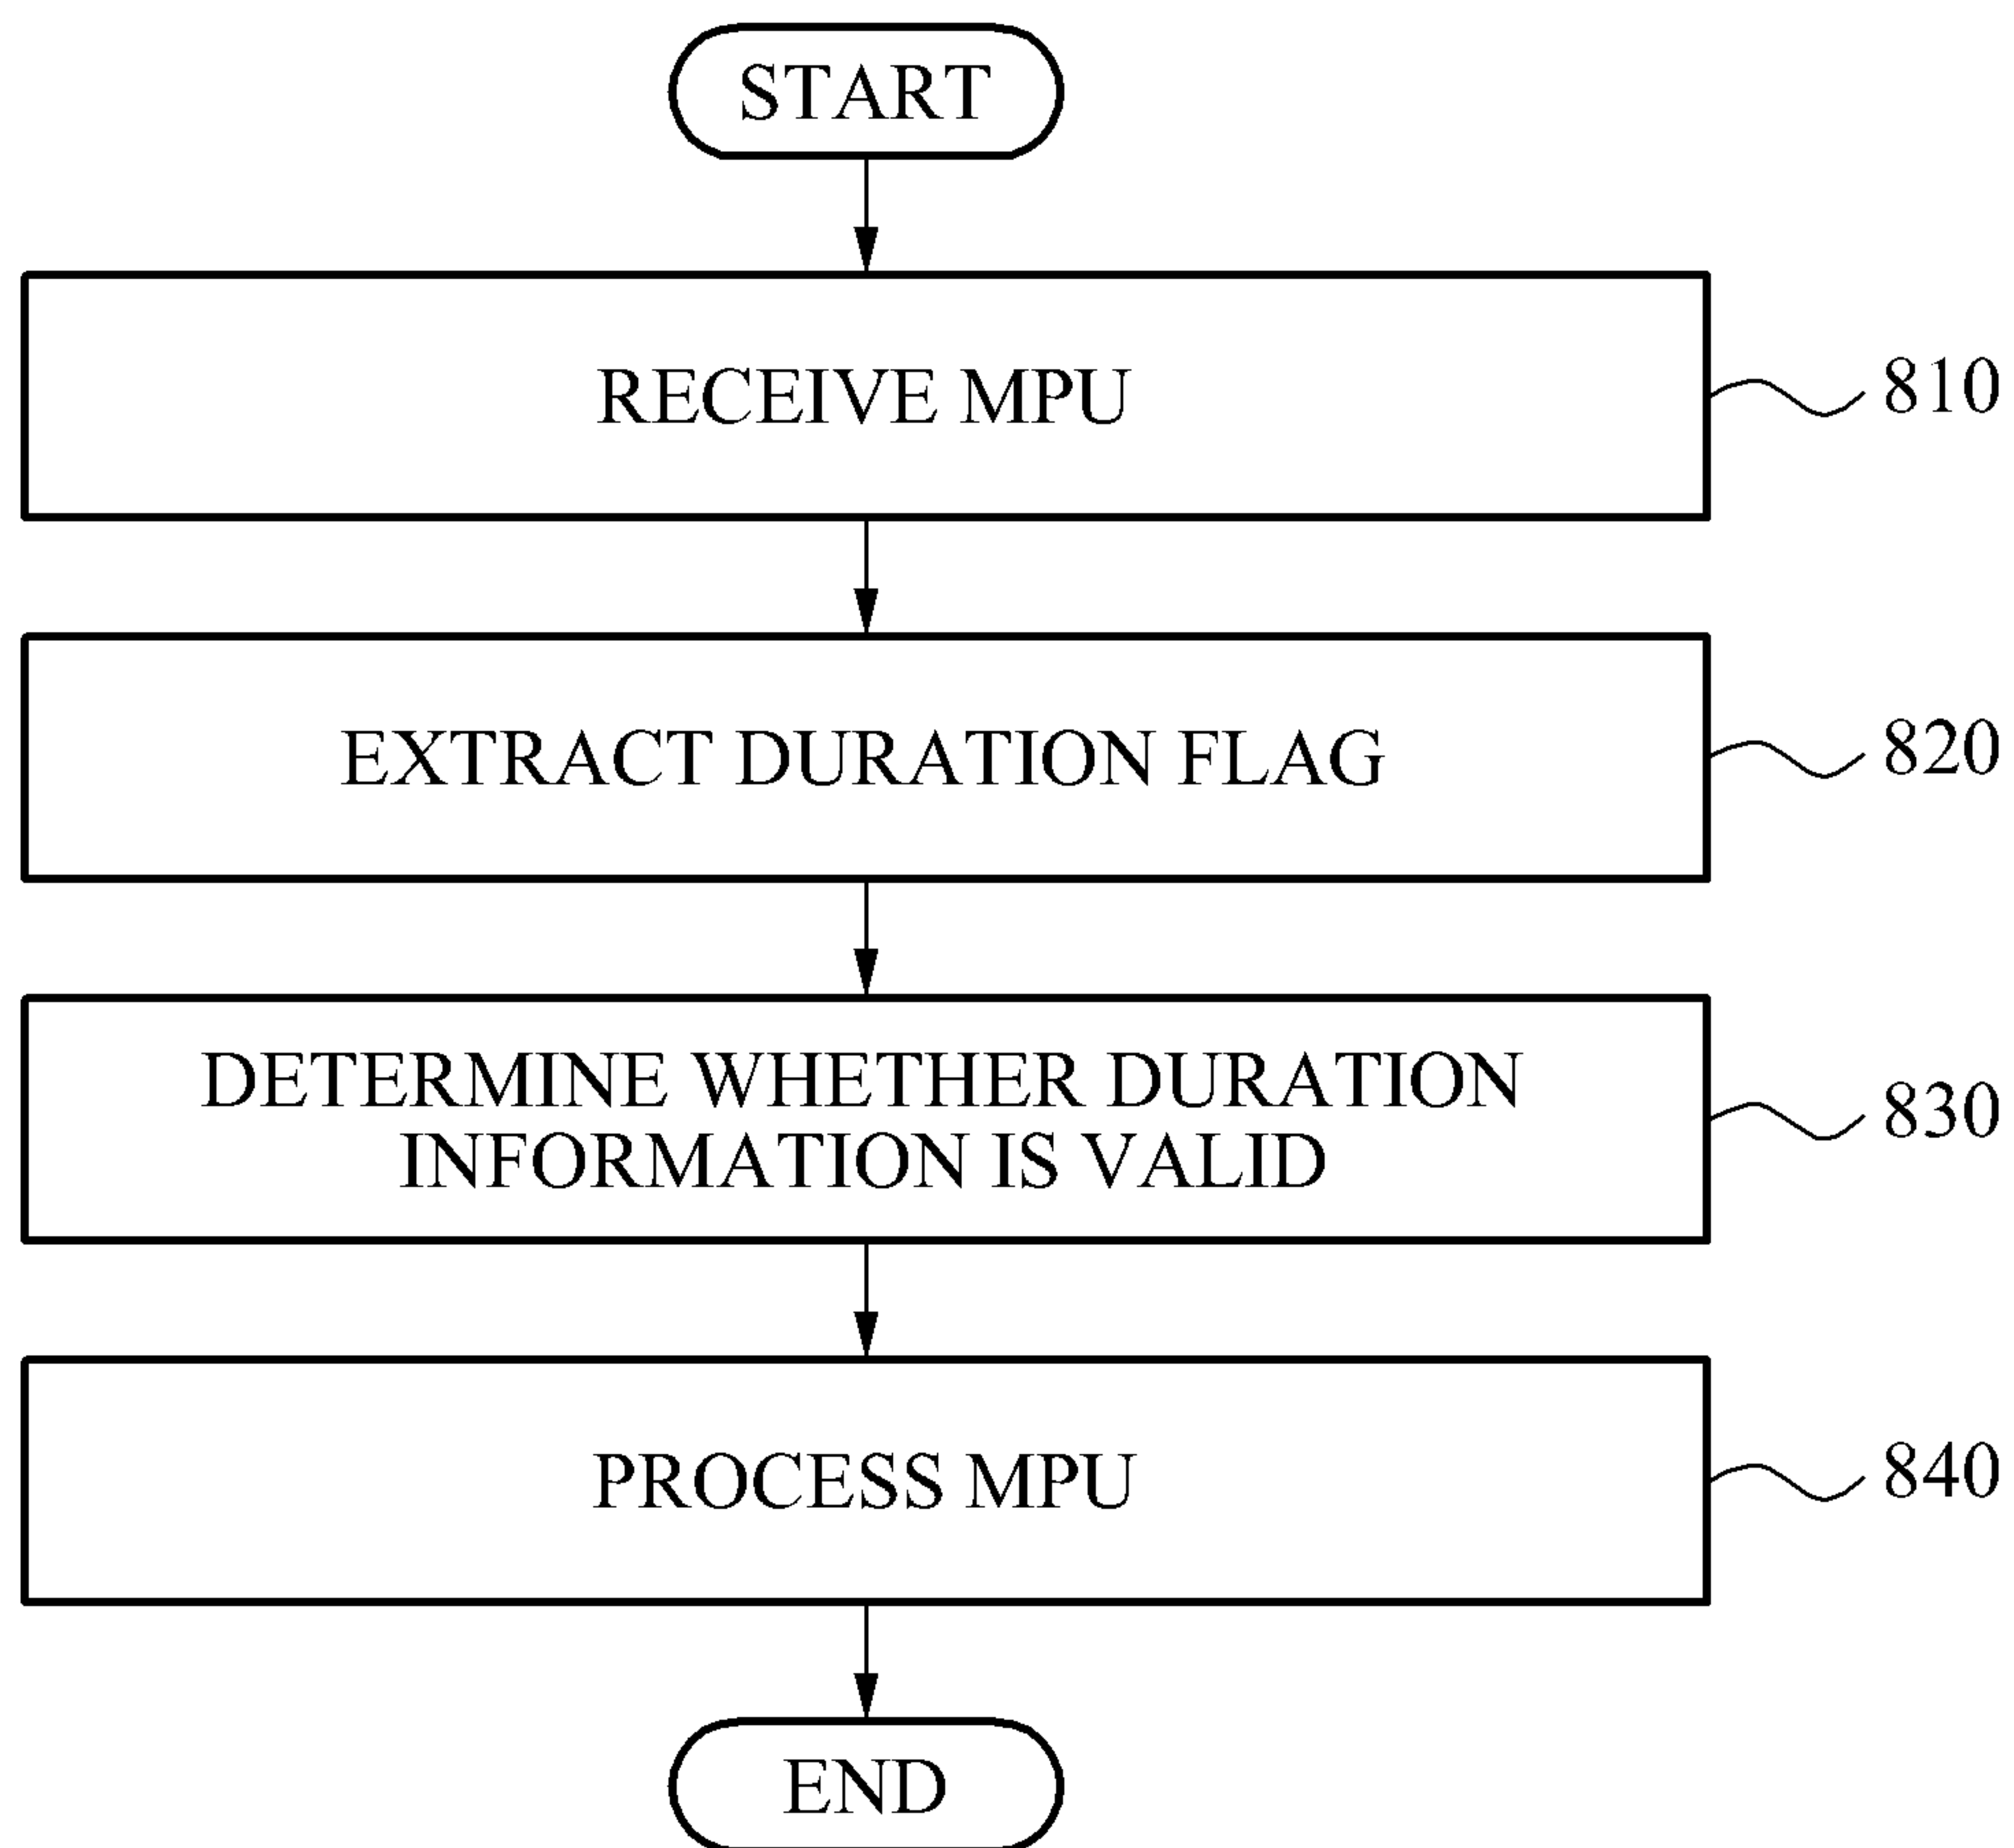 START
RECEIVE MPU
810
EXTRACT DURATION FLAG
820
DETERMINE WHETHER DURATION
INFORMATION IS VALID
830
PROCESS MPU
840
END